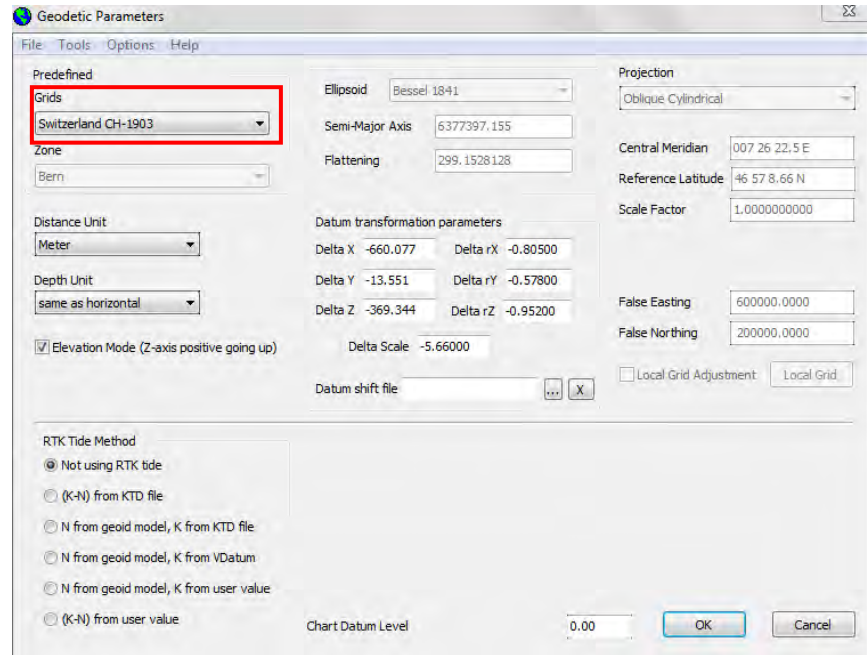 Geodetic Parameters
File Tools Options Help
Predefined
Grids
Switzerland CH-1903
Zone
Bern
Distance Unit
Meter
Depth Unit
same as horizontal
Elevation Mode (Z-axis positive going up)
Ellipsoid Bessel 1841
Semi-Major Axis 6377397.155
Flattening 299.1528128
Datum transformation parameters
Delta X -660.077 Delta rX -0.80500
Delta Y -13.551 Delta rY -0.57800
Delta Z -369.344 Delta rZ -0.95200
Delta Scale -5.66000
Datum shift file ... X
Projection
Oblique Cylindrical
Central Meridian 007 26 22.5 E
Reference Latitude 46 57 8.66 N
Scale Factor 1.0000000000
False Easting 600000.0000
False Northing 200000.0000
Local Grid Adjustment Local Grid
RTK Tide Method
Not using RTK tide
(K-N) from KTD file
N from geoid model, K from KTD file
N from geoid model, K from VDatum
N from geoid model, K from user value
(K-N) from user value
Chart Datum Level 0.00 OK Cancel